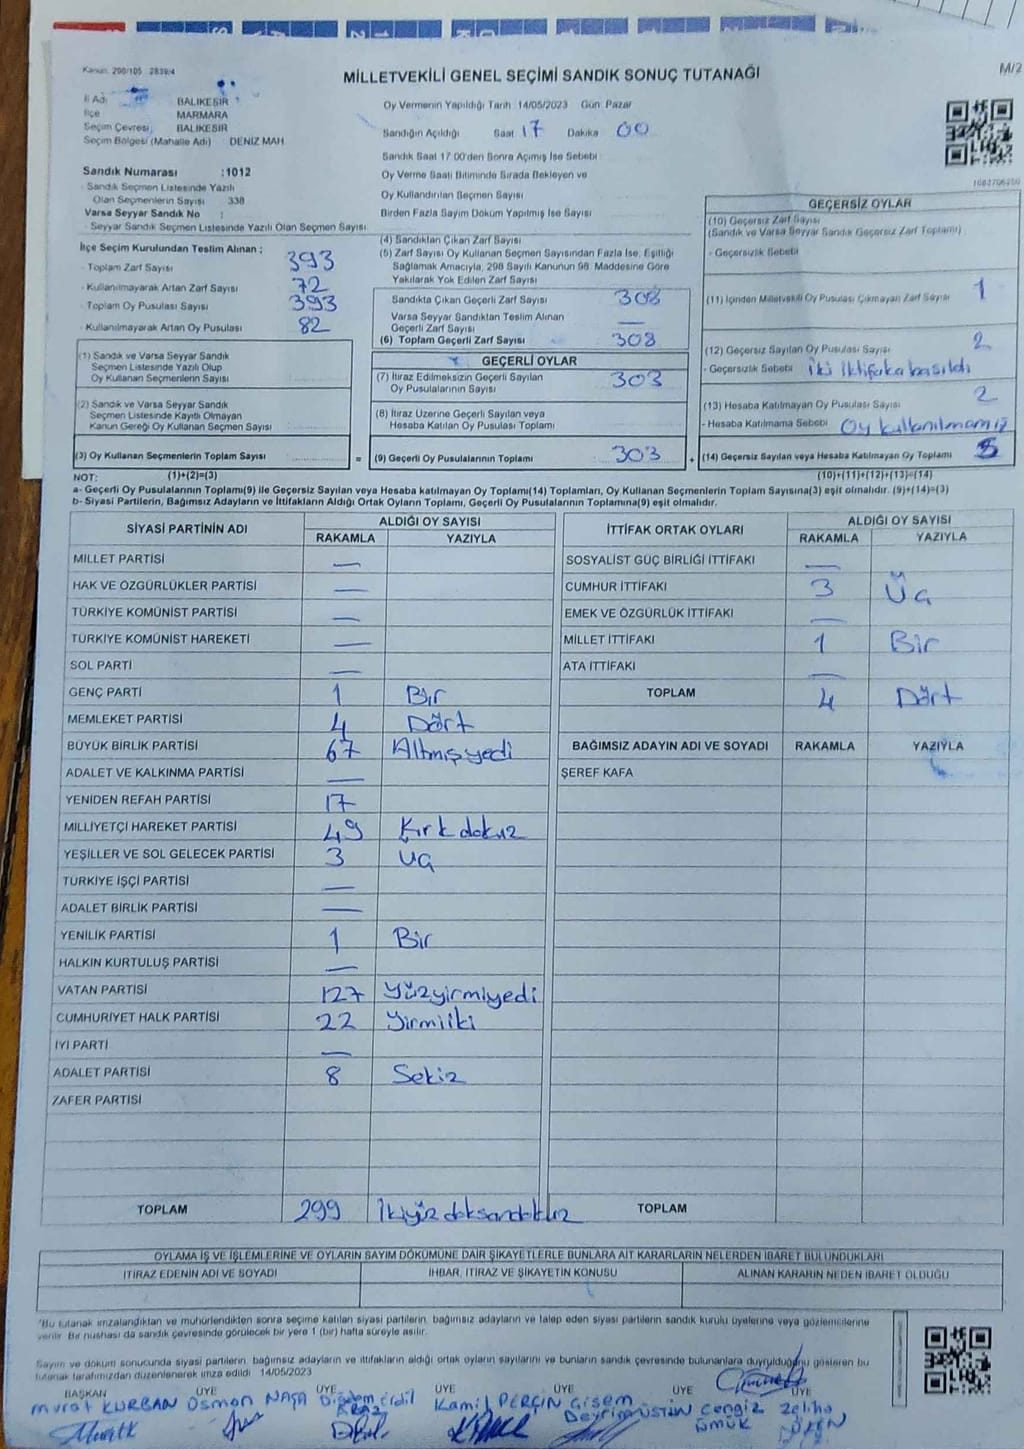 Kanun: 298/105 2839/4
MİLLETVEKİLİ GENEL SEÇİMİ SANDIK SONUÇ TUTANAĞI
M/2
İl Adı BALIKESİR
İlçe MARMARA
Seçim Çevresi BALIKESİR
Seçim Bölgesi (Mahalle Adı) DENİZ MAH
Sandık Numarası :1012
- Sandık Seçmen Listesinde Yazılı
Olan Seçmenlerin Sayısı 338
Varsa Seyyar Sandık No :
- Seyyar Sandık Seçmen Listesinde Yazılı Olan Seçmen Sayısı
İlçe Seçim Kurulundan Teslim Alınan ;
- Toplam Zarf Sayısı 393
- Kullanılmayarak Artan Zarf Sayısı 72
- Toplam Oy Pusulası Sayısı 393
- Kullanılmayarak Artan Oy Pusulası 82
(1) Sandık ve Varsa Seyyar Sandık
Seçmen Listesinde Yazılı Olup
Oy Kullanan Seçmenlerin Sayısı
(2) Sandık ve Varsa Seyyar Sandık
Seçmen Listesinde Kayıtlı Olmayan
Kanun Gereği Oy Kullanan Seçmen Sayısı
(3) Oy Kullanan Seçmenlerin Toplam Sayısı =
Oy Vermenin Yapıldığı Tarih 14/05/2023 Gün Pazar
Sandığın Açıldığı Saat 17 Dakika 00
Sandık Saat 17:00'den Sonra Açımış İse Sebebi
Oy Verme Saati Bitiminde Sırada Bekleyen ve
Oy Kullandırılan Seçmen Sayısı
Birden Fazla Sayım Döküm Yapılmış İse Sayısı
(4) Sandıktan Çıkan Zarf Sayısı
(5) Zarf Sayısı Oy Kullanan Seçmen Sayısından Fazla İse, Eşitliği
Sağlamak Amacıyla, 298 Sayılı Kanunun 98. Maddesine Göre
Yakılarak Yok Edilen Zarf Sayısı
Sandıkta Çıkan Geçerli Zarf Sayısı 308
Varsa Seyyar Sandıktan Teslim Alınan
Geçerli Zarf Sayısı —
(6) Toplam Geçerli Zarf Sayısı 308
GEÇERLİ OYLAR
(7) İtiraz Edilmeksizin Geçerli Sayılan
Oy Pusulalarının Sayısı 303
(8) İtiraz Üzerine Geçerli Sayılan veya
Hesaba Katılan Oy Pusulası Toplamı
(9) Geçerli Oy Pusulalarının Toplamı 303 +
GEÇERSİZ OYLAR
(10) Geçersiz Zarf Sayısı
(Sandık ve Varsa Seyyar Sandık Geçersiz Zarf Toplamı)
- Geçersizlik Sebebi
(11) İçinden Milletvekili Oy Pusulası Çıkmayan Zarf Sayısı 1
(12) Geçersiz Sayılan Oy Pusulası Sayısı 2
- Geçersizlik Sebebi iki iktifaka basıldı
(13) Hesaba Katılmayan Oy Pusulası Sayısı 2
- Hesaba Katılmama Sebebi Oy kullanılmamış
(14) Geçersiz Sayılan veya Hesaba Katılmayan Oy Toplamı 5
NOT: (1)+(2)=(3) (10)+(11)+(12)+(13)=(14)
a- Geçerli Oy Pusulalarının Toplamı(9) ile Geçersiz Sayılan veya Hesaba katılmayan Oy Toplamı(14) Toplamları, Oy Kullanan Seçmenlerin Toplam Sayısına(3) eşit olmalıdır. (9)+(14)=(3)
b- Siyasi Partilerin, Bağımsız Adayların ve İttifakların Aldığı Ortak Oyların Toplamı, Geçerli Oy Pusulalarının Toplamına(9) eşit olmalıdır.
SİYASİ PARTİNİN ADI ALDIĞI OY SAYISI
RAKAMLA YAZIYLA
MİLLET PARTİSİ —
HAK VE ÖZGÜRLÜKLER PARTİSİ —
TÜRKİYE KOMÜNİST PARTİSİ —
TÜRKİYE KOMÜNİST HAREKETİ —
SOL PARTİ —
GENÇ PARTİ 1 Bir
MEMLEKET PARTİSİ 4 Dört
BÜYÜK BİRLİK PARTİSİ 67 Altmışyedi
ADALET VE KALKINMA PARTİSİ —
YENİDEN REFAH PARTİSİ 17
MİLLİYETÇİ HAREKET PARTİSİ 49 Kırk dokuz
YEŞİLLER VE SOL GELECEK PARTİSİ 3 Üç
TÜRKİYE İŞÇİ PARTİSİ —
ADALET BİRLİK PARTİSİ —
YENİLİK PARTİSİ 1 Bir
HALKIN KURTULUŞ PARTİSİ —
VATAN PARTİSİ 127 Yüzyirmiyedi
CUMHURİYET HALK PARTİSİ 22 Yirmiiki
İYİ PARTİ —
ADALET PARTİSİ 8 Sekiz
ZAFER PARTİSİ
TOPLAM 299 İkiyüz doksandokuz
İTTİFAK ORTAK OYLARI ALDIĞI OY SAYISI
RAKAMLA YAZIYLA
SOSYALİST GÜÇ BİRLİĞİ İTTİFAKI —
CUMHUR İTTİFAKI 3 Üç
EMEK VE ÖZGÜRLÜK İTTİFAKI —
MİLLET İTTİFAKI 1 Bir
ATA İTTİFAKI —
TOPLAM 4 Dört
BAĞIMSIZ ADAYIN ADI VE SOYADI RAKAMLA YAZIYLA
ŞEREF KAFA
TOPLAM
OYLAMA İŞ VE İŞLEMLERİNE VE OYLARIN SAYIM DÖKÜMÜNE DAİR ŞİKAYETLERLE BUNLARA AİT KARARLARIN NELERDEN İBARET BULUNDUKLARI
İTİRAZ EDENİN ADI VE SOYADI İHBAR, İTİRAZ VE ŞİKAYETİN KONUSU ALINAN KARARIN NEDEN İBARET OLDUĞU
*Bu tutanak imzalandıktan ve mühürlendikten sonra seçime katılan siyasi partilerin, bağımsız adayların ve talep eden siyasi partilerin sandık kurulu üyelerine veya gözlemcilerine
verilir. Bir nüshası da sandık çevresinde görülecek bir yere 1 (bir) hafta süreyle asılır.
Sayım ve döküm sonucunda siyasi partilerin, bağımsız adayların ve ittifakların aldığı ortak oyların sayılarını ve bunların sandık çevresinde bulunanlara duyrulduğunu gösteren bu
tutanak tarafımızdan düzenlenerek imza edildi 14/05/2023
BAŞKAN ÜYE ÜYE ÜYE ÜYE ÜYE ÜYE
Murat KURBAN Osman NAŞA Diğdem Erdil Kamil PERÇİN Gizem Cengiz Zeliha
Devrim ÜSTÜN